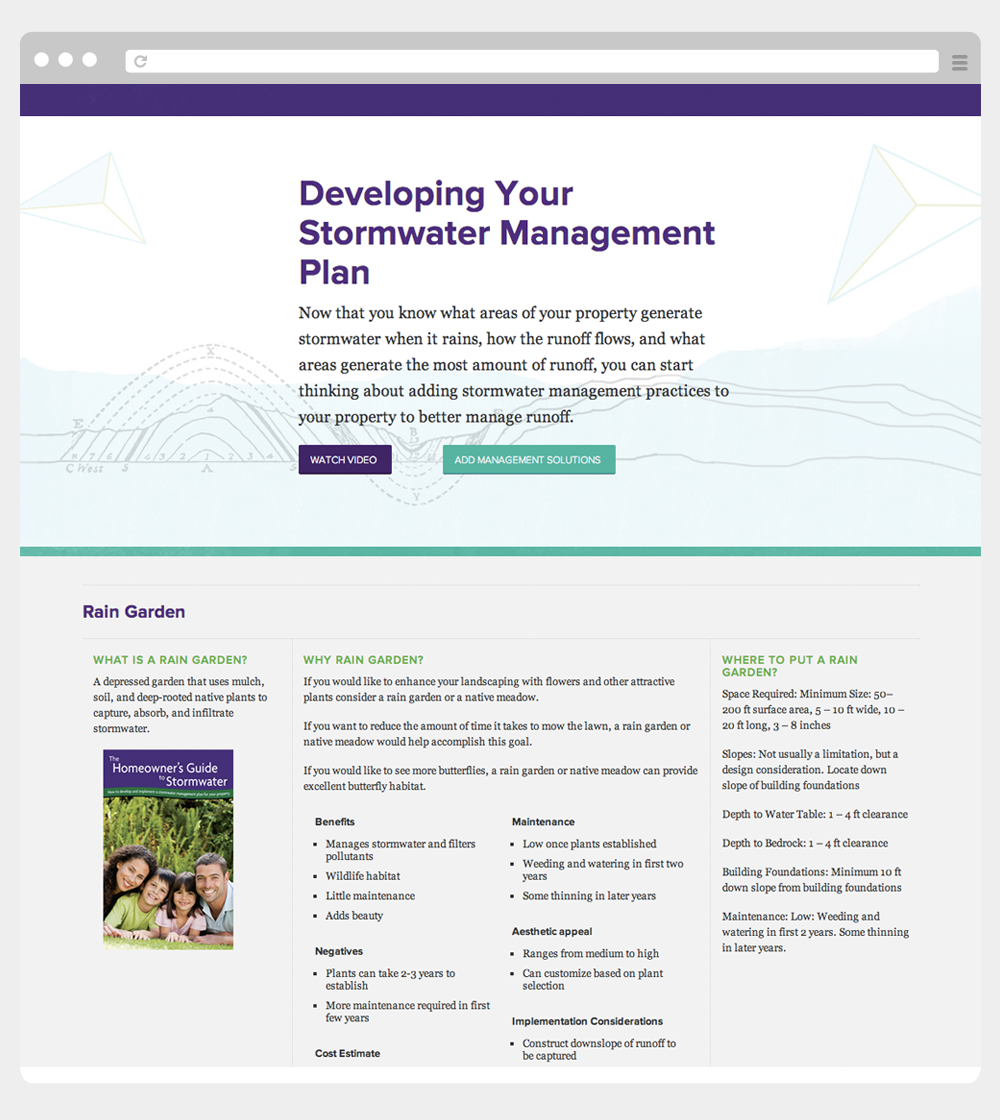 Developing Your
Stormwater Management
Plan
Now that you know what areas of your property generate
stormwater when it rains, how the runoff flows, and what
areas generate the most amount of runoff, you can start
thinking about adding stormwater management practices to
your property to better manage runoff.
X
E
4
E
B
C West
S
A
S
Y
WATCH VIDEO
ADD MANAGEMENT SOLUTIONS
Rain Garden
WHAT IS A RAIN GARDEN?
A depressed garden that uses mulch,
soil, and deep-rooted native plants to
capture, absorb, and infiltrate
stormwater.
The
Homeowner's Guide
to Stormwater
How to develop and implement a stormwater management plan for your property
WHY RAIN GARDEN?
If you would like to enhance your landscaping with flowers and other attractive
plants consider a rain garden or a native meadow.
If you want to reduce the amount of time it takes to mow the lawn, a rain garden or
native meadow would help accomplish this goal.
If you would like to see more butterflies, a rain garden or native meadow can provide
excellent butterfly habitat.
Benefits
Manages stormwater and filters
pollutants
Wildlife habitat
Little maintenance
Adds beauty
Negatives
Plants can take 2-3 years to
establish
More maintenance required in first
few years
Cost Estimate
Maintenance
Low once plants established
Weeding and watering in first two
years
Some thinning in later years
Aesthetic appeal
Ranges from medium to high
Can customize based on plant
selection
Implementation Considerations
Construct downslope of runoff to
be captured
WHERE TO PUT A RAIN
GARDEN?
Space Required: Minimum Size: 50–
200 ft surface area, 5 – 10 ft wide, 10 –
20 ft long, 3 – 8 inches
Slopes: Not usually a limitation, but a
design consideration. Locate down
slope of building foundations
Depth to Water Table: 1 – 4 ft clearance
Depth to Bedrock: 1 – 4 ft clearance
Building Foundations: Minimum 10 ft
down slope from building foundations
Maintenance: Low: Weeding and
watering in first 2 years. Some thinning
in later years.